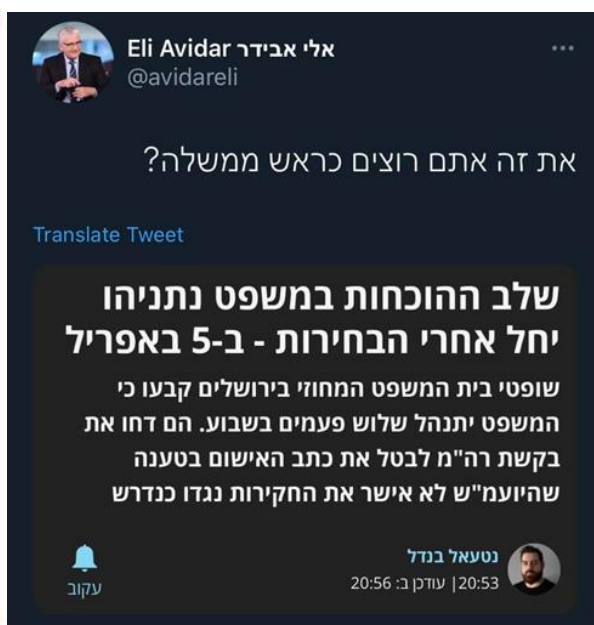 Eli Avidar אלי אבידר
@avidareli
את זה אתם רוצים כראש ממשלה?
Translate Tweet
שלב ההוכחות במשפט נתניהו
יחל אחרי הבחירות - ב-5 באפריל
שופטי בית המשפט המחוזי בירושלים קבעו כי
המשפט יתנהל שלוש פעמים בשבוע. הם דחו את
בקשת רה"מ לבטל את כתב האישום בטענה
שהיועמ"ש לא אישר את החקירות נגדו כנדרש
נטעאל בנדל
20:53| עודכן ב: 20:56
עקוב